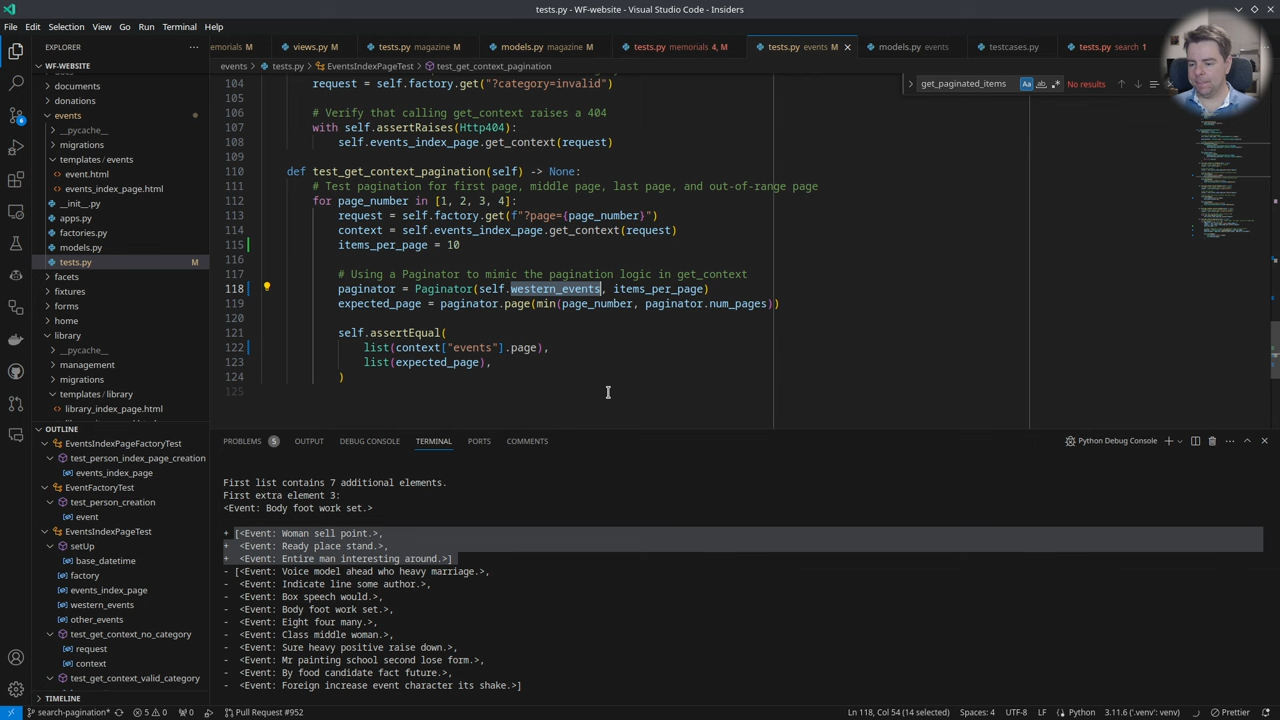 tests.py - WF-website - Visual Studio Code - Insiders
File Edit Selection View Go Run Terminal Help
EXPLORER
emorials M
views.py M
tests.py magazine M
models.py magazine M
tests.py memorials 4, M
tests.py events M
models.py events
testcases.py
tests.py search 1
events > tests.py > EventsIndexPageTest > test_get_context_pagination
get_paginated_items
Aa ab .*
No results
WF-WEBSITE
documents
donations
events
__pycache__
migrations
templates / events
event.html
events_index_page.html
__init__.py
apps.py
factories.py
models.py
tests.py M
facets
fixtures
forms
home
library
__pycache__
management
migrations
templates / library
library_index_page.html
OUTLINE
EventsIndexPageFactoryTest
test_person_index_page_creation
events_index_page
EventFactoryTest
test_person_creation
event
EventsIndexPageTest
setUp
base_datetime
factory
events_index_page
western_events
other_events
test_get_context_no_category
request
context
test_get_context_valid_category
TIMELINE
104 request = self.factory.get("?category=invalid")
105
106 # Verify that calling get_context raises a 404
107 with self.assertRaises(Http404):
108 self.events_index_page.get_context(request)
109
110 def test_get_context_pagination(self) -> None:
111 # Test pagination for first page, middle page, last page, and out-of-range page
112 for page_number in [1, 2, 3, 4]:
113 request = self.factory.get(f"?page={page_number}")
114 context = self.events_index_page.get_context(request)
115 items_per_page = 10
116
117 # Using a Paginator to mimic the pagination logic in get_context
118 paginator = Paginator(self.western_events, items_per_page)
119 expected_page = paginator.page(min(page_number, paginator.num_pages))
120
121 self.assertEqual(
122 list(context["events"].page),
123 list(expected_page),
124 )
125
PROBLEMS 5 OUTPUT DEBUG CONSOLE TERMINAL PORTS COMMENTS
Python Debug Console
First list contains 7 additional elements.
First extra element 3:
<Event: Body foot work set.>
+ [<Event: Woman sell point.>,
+ <Event: Ready place stand.>,
+ <Event: Entire man interesting around.>]
- [<Event: Voice model ahead who heavy marriage.>,
- <Event: Indicate line some author.>,
- <Event: Box speech would.>,
- <Event: Body foot work set.>,
- <Event: Eight four many.>,
- <Event: Class middle woman.>,
- <Event: Sure heavy positive raise down.>,
- <Event: Mr painting school second lose form.>,
- <Event: By food candidate fact future.>,
- <Event: Foreign increase event character its shake.>]
search-pagination* 5 0 0 Pull Request #952
Ln 118, Col 54 (14 selected) Spaces: 4 UTF-8 LF Python 3.11.6 ('.venv': venv) Prettier